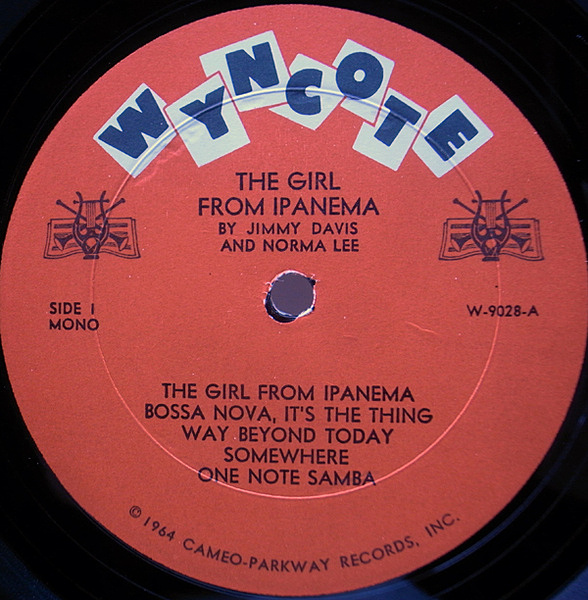 WYNCOTE
THE GIRL
FROM IPANEMA
BY JIMMY DAVIS
AND NORMA LEE
SIDE I
MONO
W-9028-A
THE GIRL FROM IPANEMA
BOSSA NOVA, IT'S THE THING
WAY BEYOND TODAY
SOMEWHERE
ONE NOTE SAMBA
© 1964 CAMEO-PARKWAY RECORDS, INC.